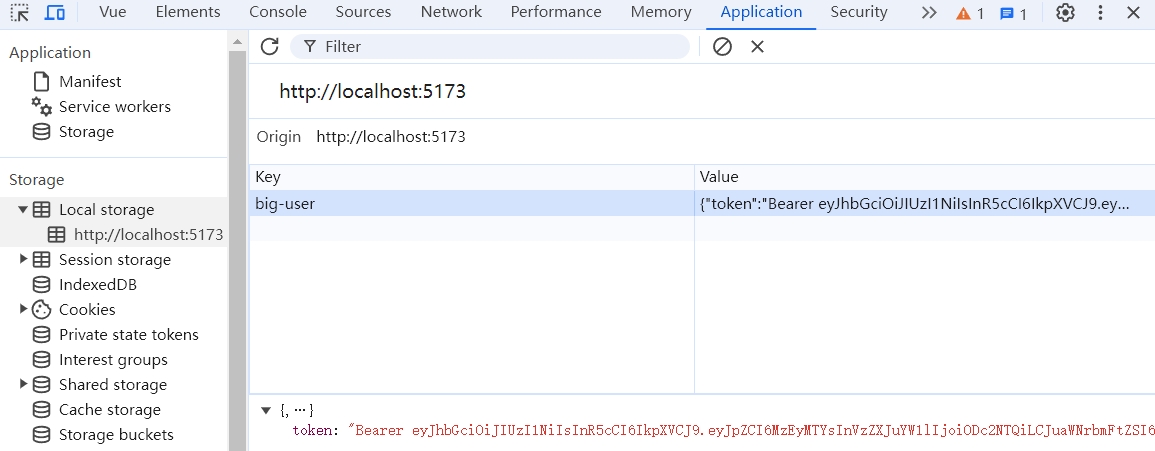 Vue Elements Console Sources Network Performance Memory Application Security 1 1
Application
Manifest
Service workers
Storage
Storage
Local storage
http://localhost:5173
Session storage
IndexedDB
Cookies
Private state tokens
Interest groups
Shared storage
Cache storage
Storage buckets
Filter
http://localhost:5173
Origin http://localhost:5173
Key Value
big-user {"token":"Bearer eyJhbGciOiJIUzI1NiIsInR5cCI6IkpXVCJ9.ey...
{,…}
token: "Bearer eyJhbGciOiJIUzI1NiIsInR5cCI6IkpXVCJ9.eyJpZCI6MzEyMTYsInVzZXJuYW1lIjoiODc2NTQiLCJuaWNrbmFtZSI6